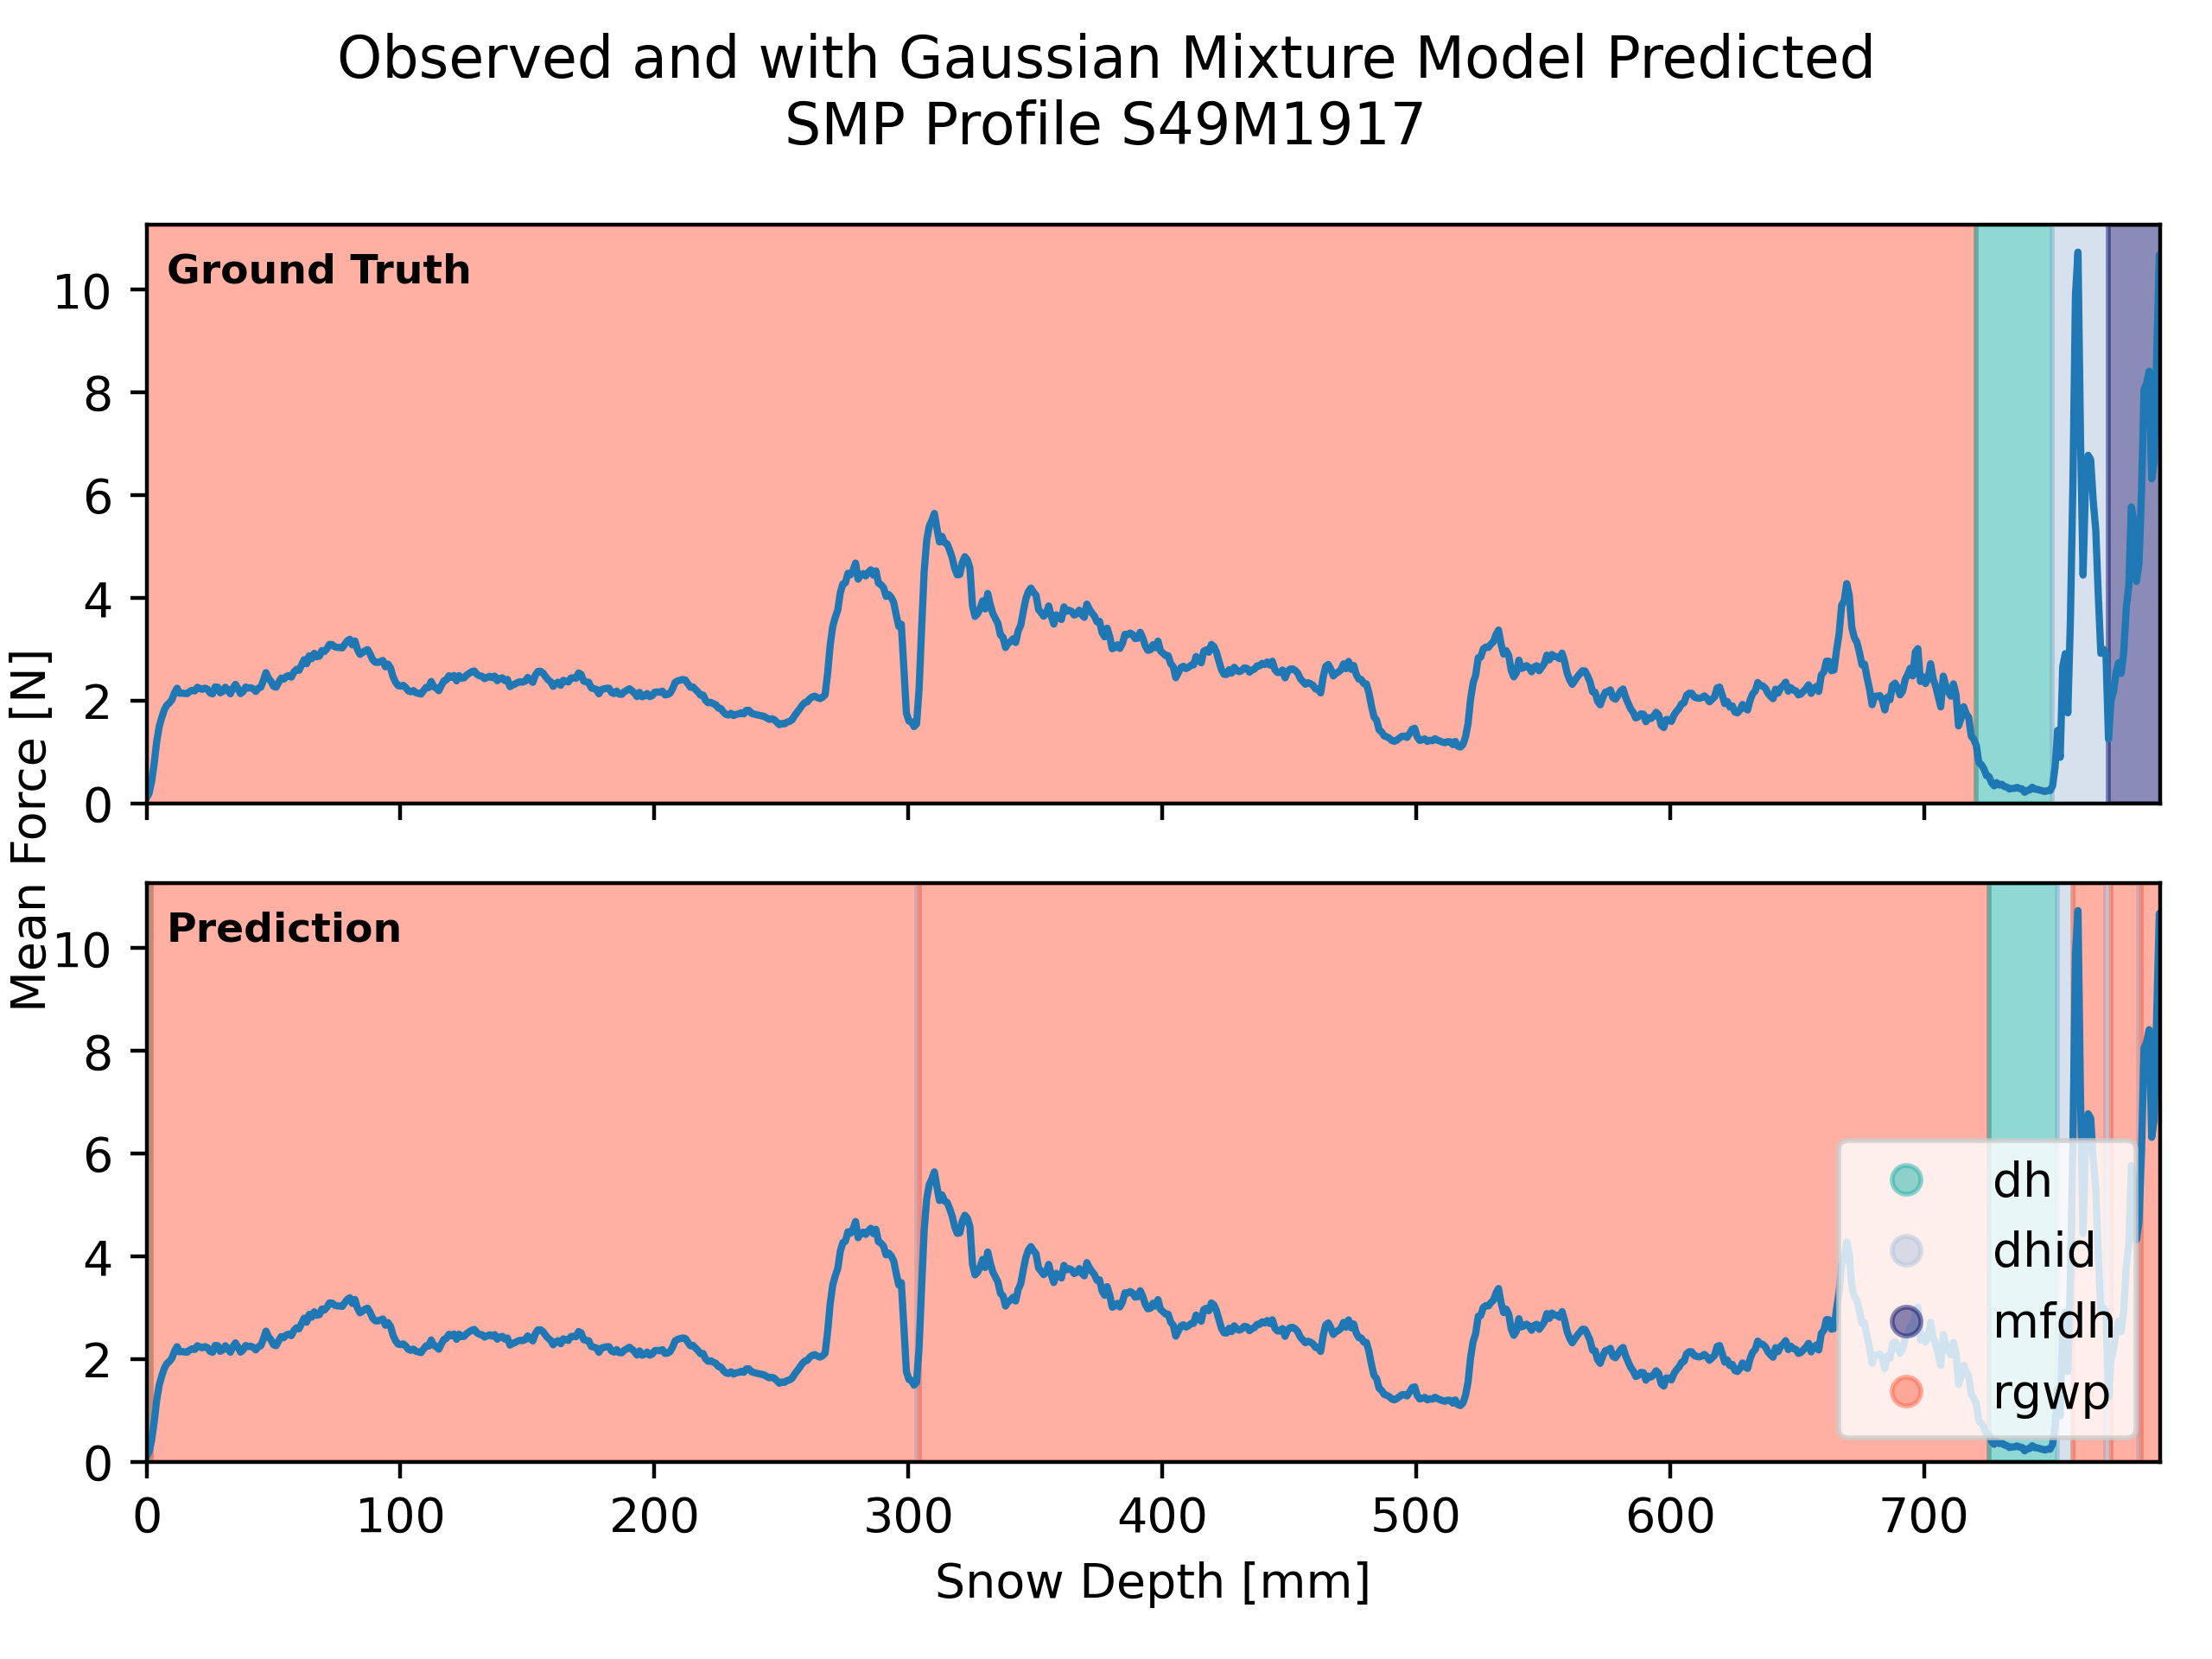 Observed and with Gaussian Mixture Model Predicted
SMP Profile S49M1917
Mean Force [N]
Ground Truth
10
8
6
4
2
0
Prediction
10
8
6
4
2
0
dh
dhid
mfdh
rgwp
0 100 200 300 400 500 600 700
Snow Depth [mm]